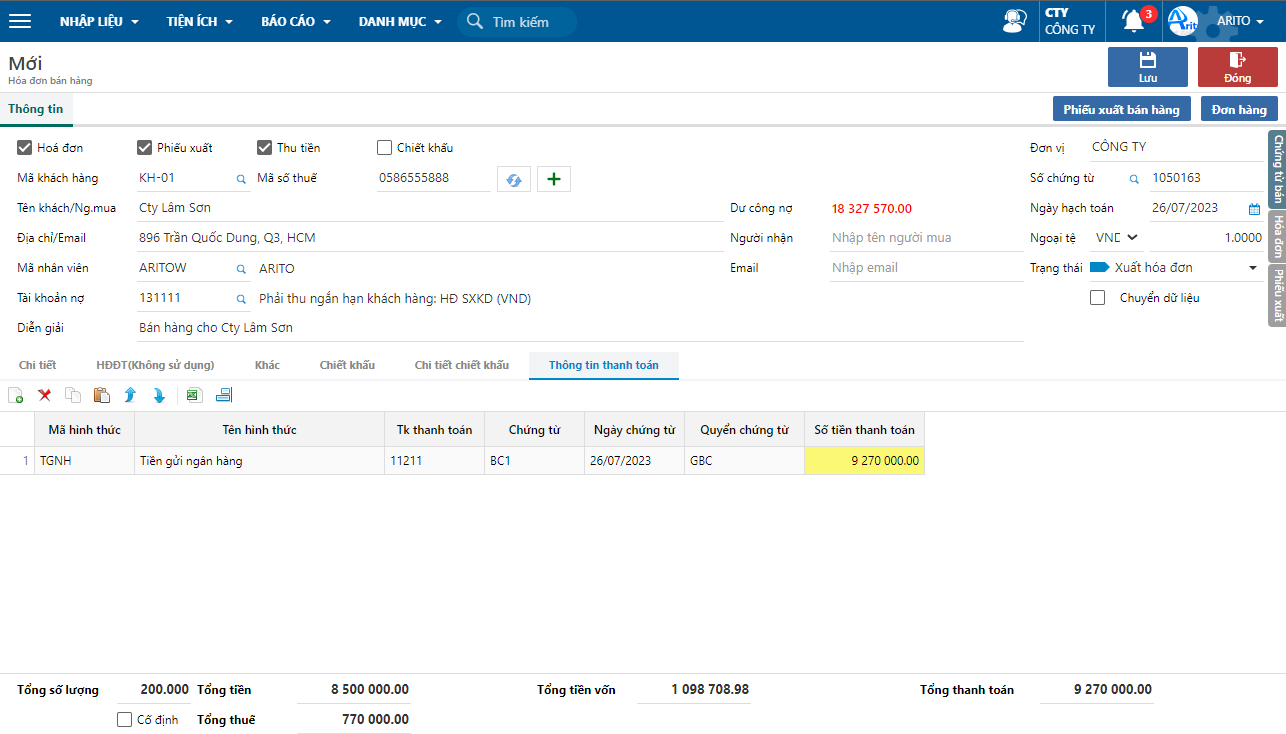 NHẬP LIỆU TIỆN ÍCH BÁO CÁO DANH MỤC Tìm kiếm CTY CÔNG TY 3 Arito ARITO
Mới
Hóa đơn bán hàng
Lưu Đóng
Thông tin Phiếu xuất bán hàng Đơn hàng
Hoá đơn Phiếu xuất Thu tiền Chiết khấu Đơn vị CÔNG TY
Mã khách hàng KH-01 Mã số thuế 0586555888 Số chứng từ 1050163
Tên khách/Ng.mua Cty Lâm Sơn Dư công nợ 18 327 570.00 Ngày hạch toán 26/07/2023
Địa chỉ/Email 896 Trần Quốc Dung, Q3, HCM Người nhận Nhập tên người mua Ngoại tệ VND 1.0000
Mã nhân viên ARITOW ARITO Email Nhập email Trạng thái Xuất hóa đơn
Tài khoản nợ 131111 Phải thu ngắn hạn khách hàng: HĐ SXKD (VND) Chuyển dữ liệu
Diễn giải Bán hàng cho Cty Lâm Sơn
Chứng từ bán
Hóa đơn
Phiếu xuất
Chi tiết HĐĐT(Không sử dụng) Khác Chiết khấu Chi tiết chiết khấu Thông tin thanh toán
Mã hình thức Tên hình thức Tk thanh toán Chứng từ Ngày chứng từ Quyển chứng từ Số tiền thanh toán
1 TGNH Tiền gửi ngân hàng 11211 BC1 26/07/2023 GBC 9 270 000.00
Tổng số lượng 200.000 Tổng tiền 8 500 000.00 Tổng tiền vốn 1 098 708.98 Tổng thanh toán 9 270 000.00
Cố định Tổng thuế 770 000.00